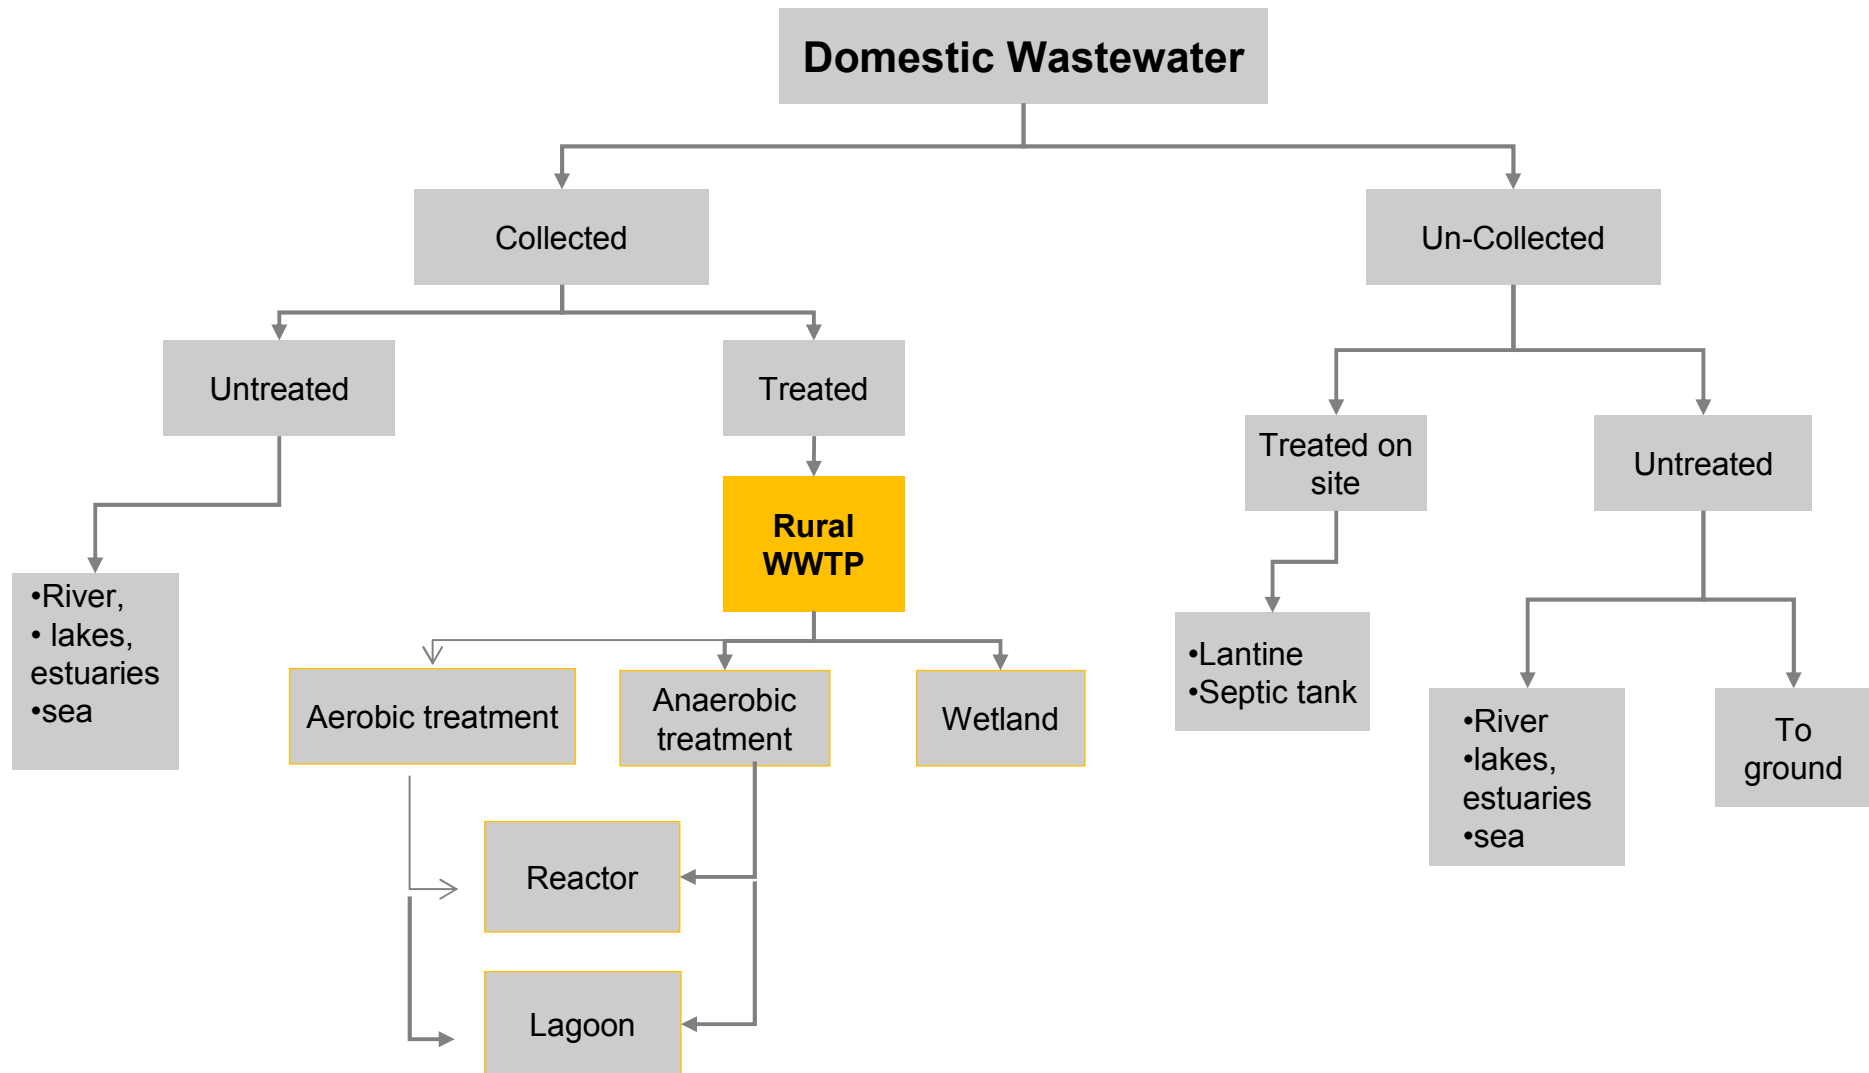 Domestic Wastewater
Collected
Un-Collected
Untreated
Treated
Treated on
site
Untreated
Rural
WWTP
•River,
• lakes,
estuaries
•sea
Aerobic treatment
Anaerobic
treatment
Wetland
•Lantine
•Septic tank
•River
•lakes,
estuaries
•sea
To
ground
Reactor
Lagoon